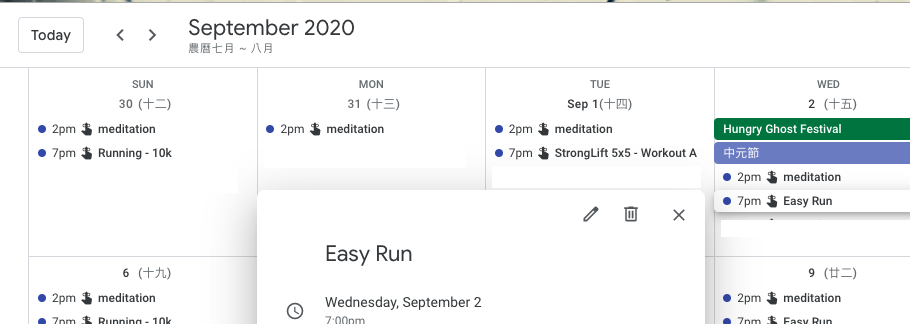 Today
September 2020
農曆七月 ~ 八月
SUN
MON
TUE
WED
30 (十二)
31 (十三)
Sep 1(十四)
2 (十五)
2pm meditation
7pm Running - 10k
2pm meditation
2pm meditation
7pm StrongLift 5x5 - Workout A
Hungry Ghost Festival
中元節
2pm meditation
7pm Easy Run
Easy Run
Wednesday, September 2
7:00pm
6 (十九)
2pm meditation
7pm Running - 10k
9 (廿二)
2pm meditation
7pm Easy Run